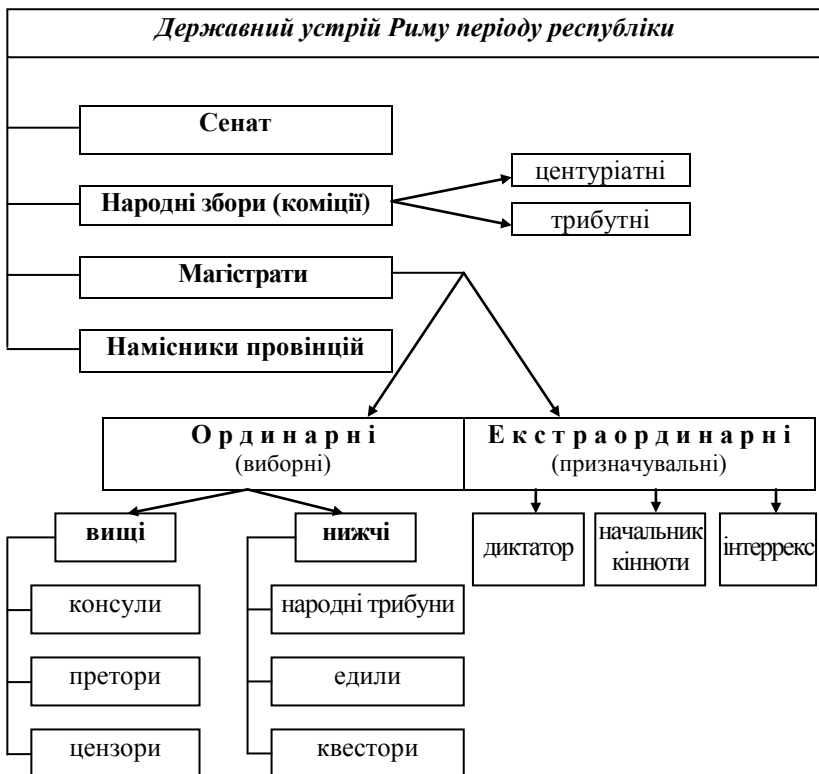 Державний устрій Риму періоду республіки
Сенат
Народні збори (коміції)
центуріатні
трибутні
Магістрати
Намісники провінцій
О р д и н а р н і
(виборні)
Е к с т р а о р д и н а р н і
(призначувальні)
вищі
нижчі
диктатор
начальник
кінноти
інтеррекс
консули
народні трибуни
претори
едили
цензори
квестори